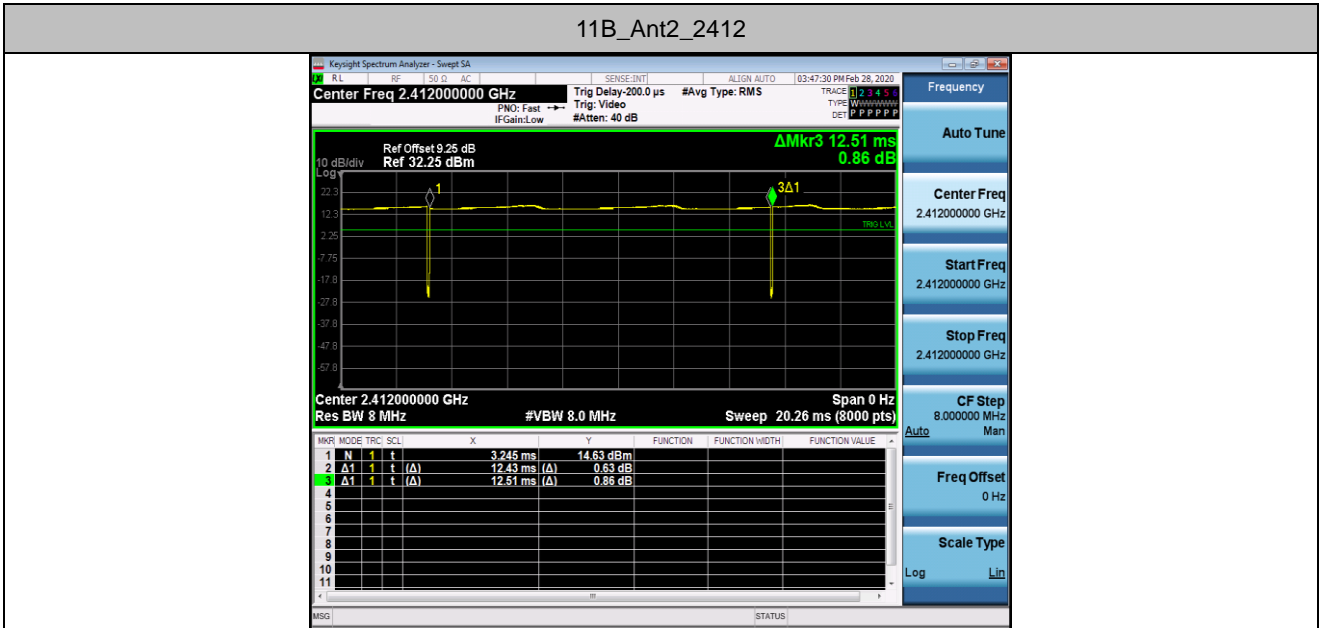 11B_Ant2_2412
Keysight Spectrum Analyzer - Swept SA
RL RF 50 Ω AC SENSE:INT ALIGN AUTO 03:47:30 PM Feb 28, 2020
Center Freq 2.412000000 GHz
PNO: Fast
IFGain:Low
Trig Delay-200.0 µs
Trig: Video
#Atten: 40 dB
#Avg Type: RMS
TRACE 1 2 3 4 5 6
TYPE
DET P P P P P P
Frequency
Auto Tune
Center Freq
2.412000000 GHz
Start Freq
2.412000000 GHz
Stop Freq
2.412000000 GHz
CF Step
8.000000 MHz
Auto Man
Freq Offset
0 Hz
Scale Type
Log Lin
ΔMkr3 12.51 ms
0.86 dB
Ref Offset 9.25 dB
10 dB/div Ref 32.25 dBm
Log
1
3Δ1
22.3
12.3
TRIG LVL
2.25
-7.75
-17.8
-27.8
-37.8
-47.8
-57.8
Center 2.412000000 GHz Span 0 Hz
Res BW 8 MHz #VBW 8.0 MHz Sweep 20.26 ms (8000 pts)
MKR MODE TRC SCL X Y FUNCTION FUNCTION WIDTH FUNCTION VALUE
1 N 1 t 3.245 ms 14.63 dBm
2 Δ1 1 t (Δ) 12.43 ms (Δ) 0.63 dB
3 Δ1 1 t (Δ) 12.51 ms (Δ) 0.86 dB
4
5
6
7
8
9
10
11
MSG STATUS